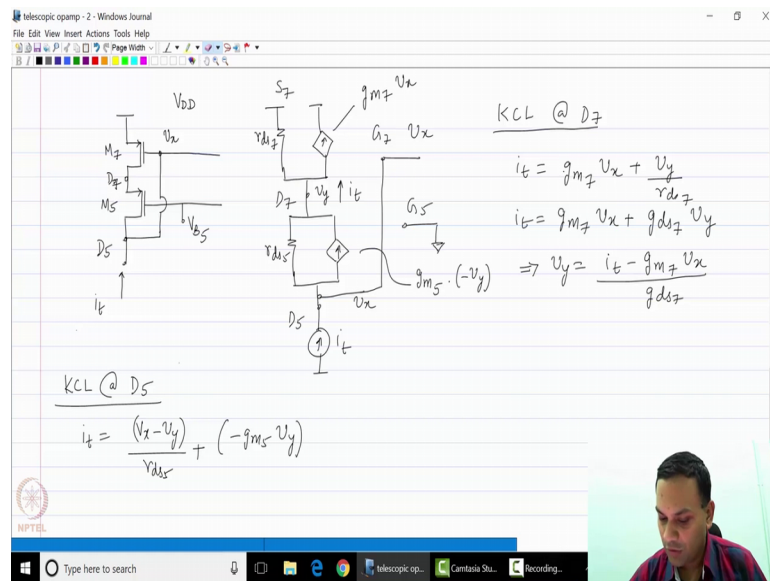 telescopic opamp - 2 - Windows Journal
File Edit View Insert Actions Tools Help
Page Width
B I
VDD
M7
Vx
D7
M5
VB5
D5
it
S7
gm7 Vx
rds7
G7 Vx
D7 Vy it
G5
rds5
gm5 · (-Vy)
Vx
D5
it
KCL @ D7
it = gm7 Vx + Vy / rds7
it = gm7 Vx + gds7 Vy
⇒ Vy = it - gm7 Vx / gds7
KCL @ D5
it = (Vx - Vy) / rds5 + (-gm5 Vy)
NPTEL
Type here to search
telescopic op...
Camtasia Stu...
Recording...